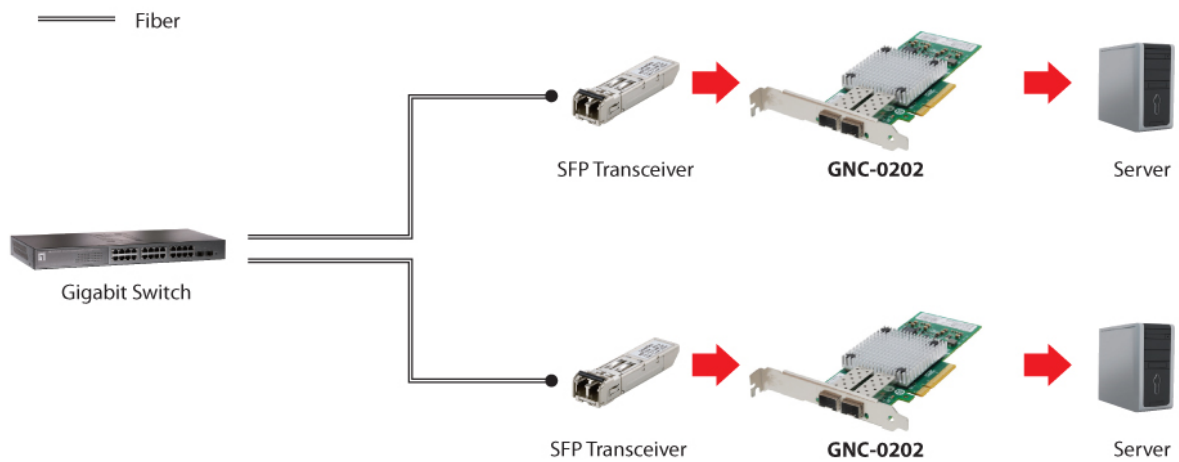 Fiber
SFP Transceiver
GNC-0202
Server
Gigabit Switch
SFP Transceiver
GNC-0202
Server